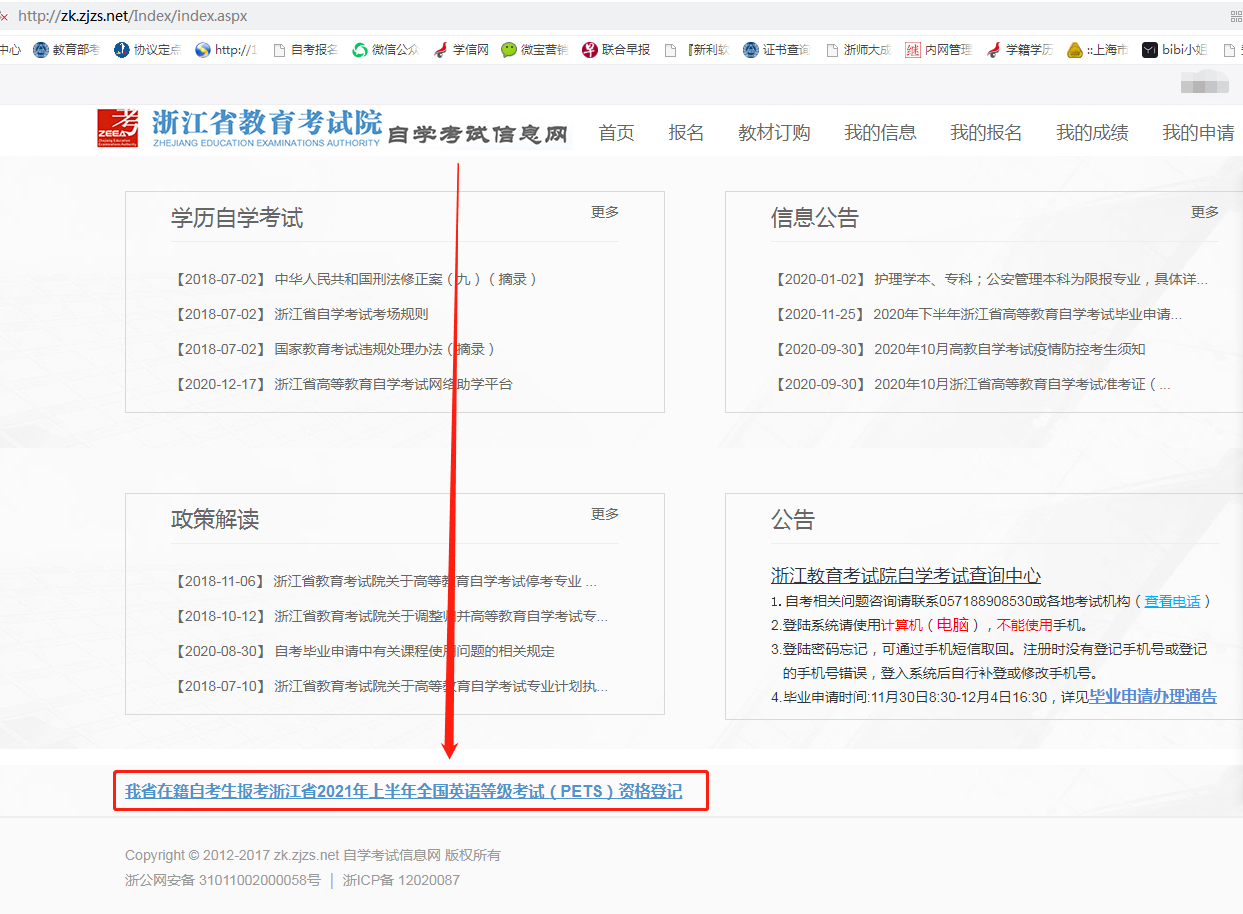 http://zk.zjzs.net/Index/index.aspx
中心 教育部考 协议定点 http://1 自考报名 微信公众 学信网 微宝营销 联合早报 『新利软 证书查询 浙师大成 内网管理 学籍学历 ::上海市 bibi小姐
浙江省教育考试院 自学考试信息网 首页 报名 教材订购 我的信息 我的报名 我的成绩 我的申请
ZHEJIANG EDUCATION EXAMINATIONS AUTHORITY
学历自学考试 更多
【2018-07-02】 中华人民共和国刑法修正案（九）（摘录）
【2018-07-02】 浙江省自学考试考场规则
【2018-07-02】 国家教育考试违规处理办法（摘录）
【2020-12-17】 浙江省高等教育自学考试网络助学平台
信息公告 更多
【2020-01-02】 护理学本、专科；公安管理本科为限报专业，具体详...
【2020-11-25】 2020年下半年浙江省高等教育自学考试毕业申请...
【2020-09-30】 2020年10月高教自学考试疫情防控考生须知
【2020-09-30】 2020年10月浙江省高等教育自学考试准考证（...
政策解读 更多
【2018-11-06】 浙江省教育考试院关于高等教育自学考试停考专业 ...
【2018-10-12】 浙江省教育考试院关于调整归并高等教育自学考试专...
【2020-08-30】 自考毕业申请中有关课程使用问题的相关规定
【2018-07-10】 浙江省教育考试院关于高等教育自学考试专业计划执...
公告
浙江教育考试院自学考试查询中心
1. 自考相关问题咨询请联系057188908530或各地考试机构（查看电话）
2.登陆系统请使用计算机（电脑），不能使用手机。
3.登陆密码忘记，可通过手机短信取回。注册时没有登记手机号或登记
的手机号错误，登入系统后自行补登或修改手机号。
4.毕业申请时间:11月30日8:30-12月4日16:30，详见毕业申请办理通告
我省在籍自考生报考浙江省2021年上半年全国英语等级考试（PETS）资格登记
Copyright © 2012-2017 zk.zjzs.net 自学考试信息网 版权所有
浙公网安备 31011002000058号 │ 浙ICP备 12020087